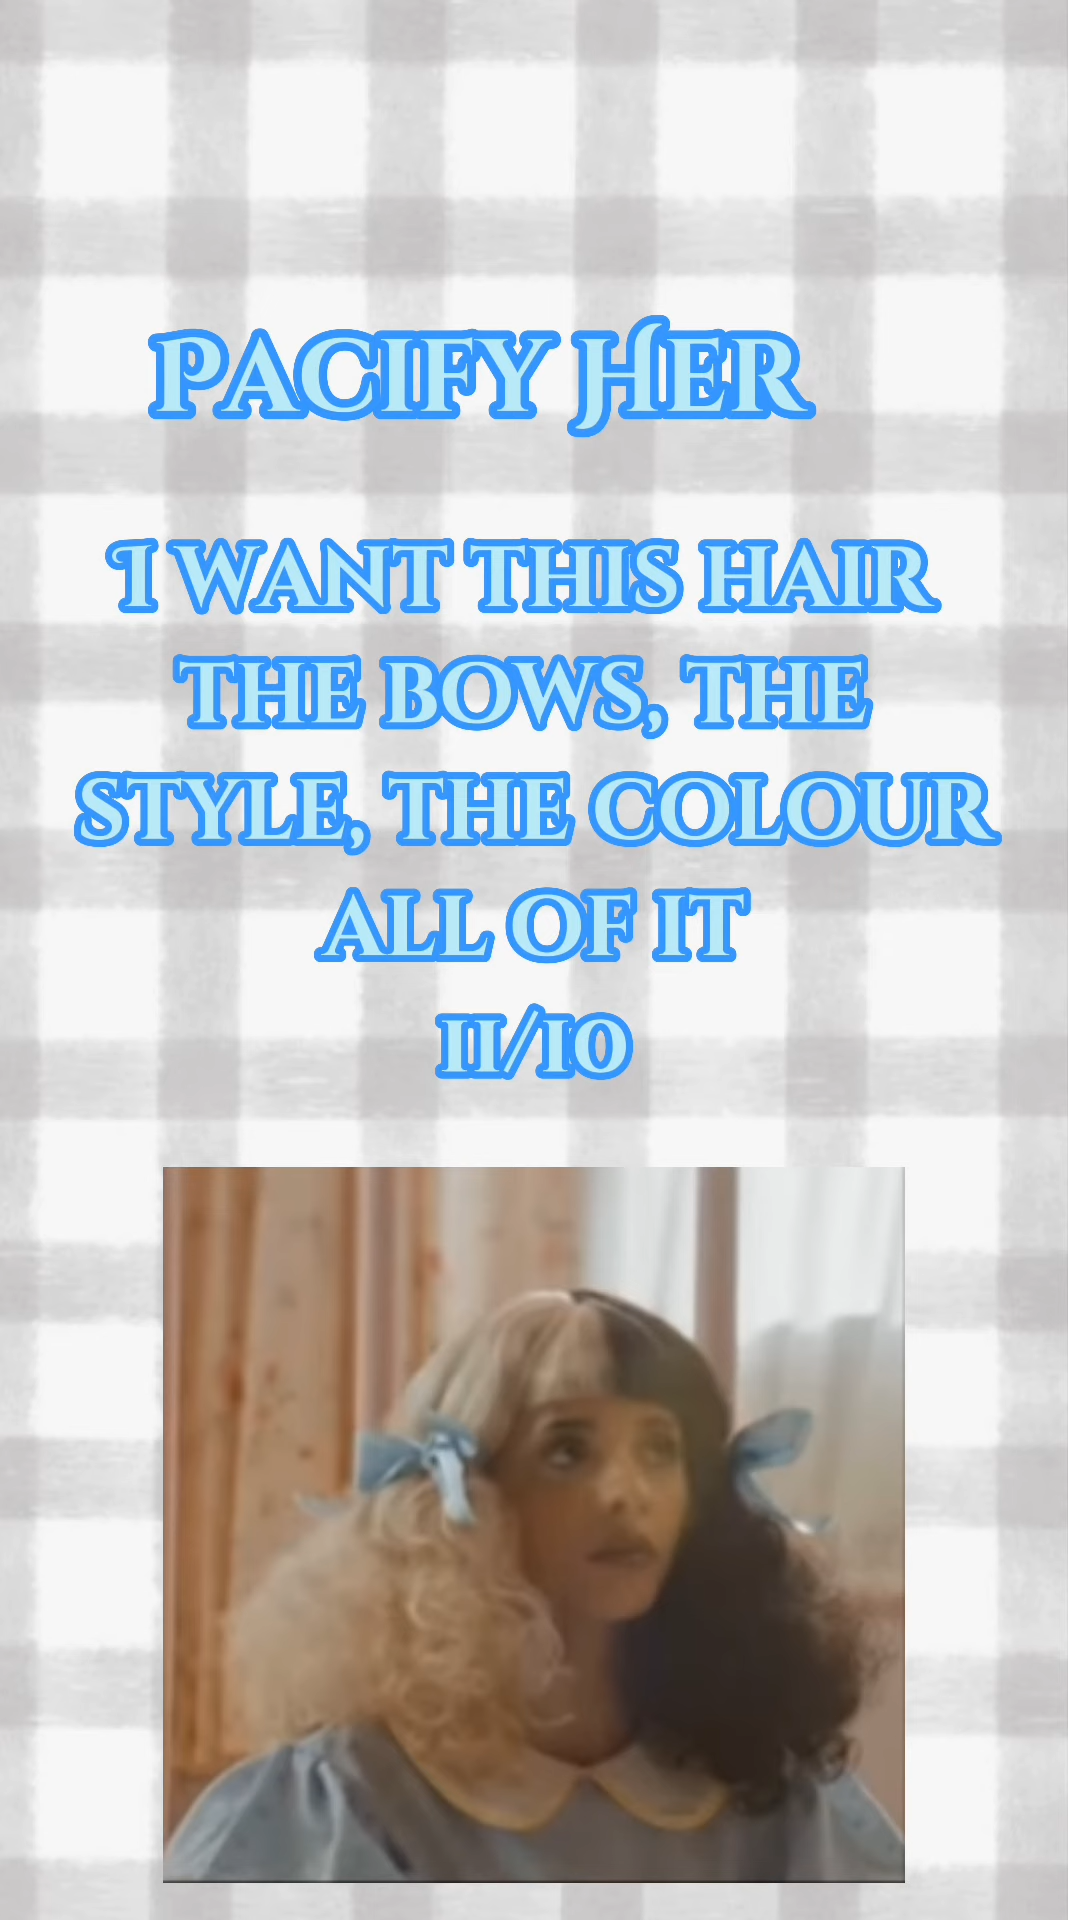 Pacify Her
I want this hair
the bows, the
style, the colour
all of it
11/10